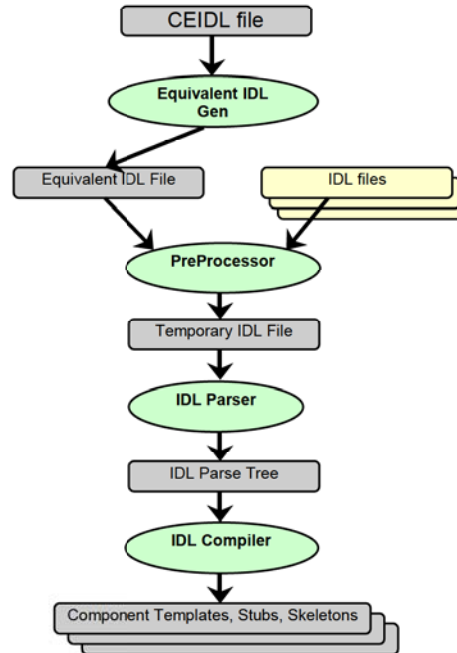 CEIDL file
Equivalent IDL
Gen
Equivalent IDL File
IDL files
PreProcessor
Temporary IDL File
IDL Parser
IDL Parse Tree
IDL Compiler
Component Templates, Stubs, Skeletons